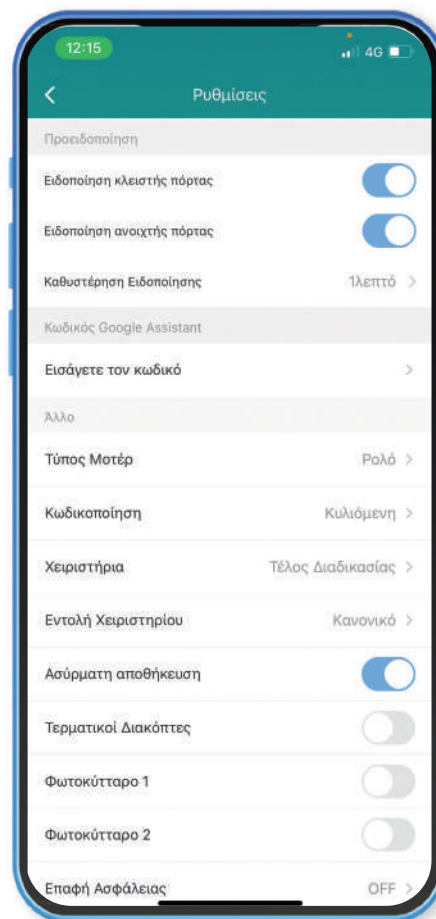 12:15
4G
Ρυθμίσεις
Προειδοποίηση
Ειδοποίηση κλειστής πόρτας
Ειδοποίηση ανοιχτής πόρτας
Καθυστέρηση Ειδοποίησης 1λεπτό
Κωδικός Google Assistant
Εισάγετε τον κωδικό
Άλλο
Τύπος Μοτέρ Ρολό
Κωδικοποίηση Κυλιόμενη
Χειριστήρια Τέλος Διαδικασίας
Εντολή Χειριστηρίου Κανονικό
Ασύρματη αποθήκευση
Τερματικοί Διακόπτες
Φωτοκύτταρο 1
Φωτοκύτταρο 2
Επαφή Ασφάλειας OFF